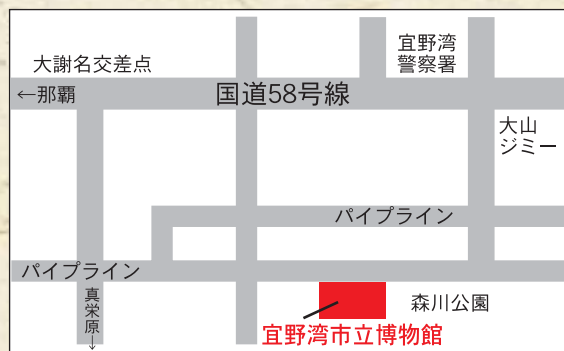 宜野湾
警察署
大謝名交差点
←那覇
国道58号線
大山
ジミー
パイプライン
パイプライン
真栄原→
森川公園
宜野湾市立博物館